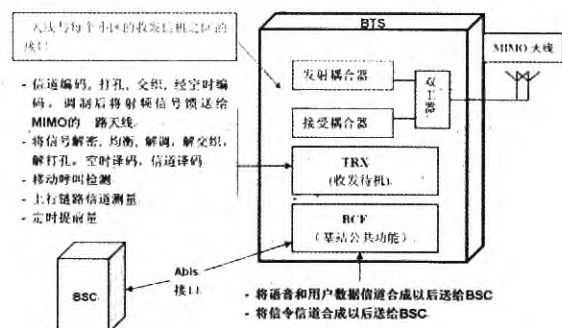 天线与每个小区的收发信机之间的
接口
- 信道编码, 打孔, 交织, 经空时编
码, 调制后将射频信号馈送给
MIMO的一路天线.
- 将信号解密, 均衡, 解调, 解交织,
解打孔, 空时译码, 信道译码
- 移动呼叫检测
- 上行链路信道测量
- 定时提前量
BTS
发射耦合器
接受耦合器
双工器
MIMO 天线
TRX
(收发待机)
BCF
(基站公共功能)
Abis
接口
BSC
- 将语音和用户数据信道合成以后送给BSC
- 将信令信道合成以后送给BSC